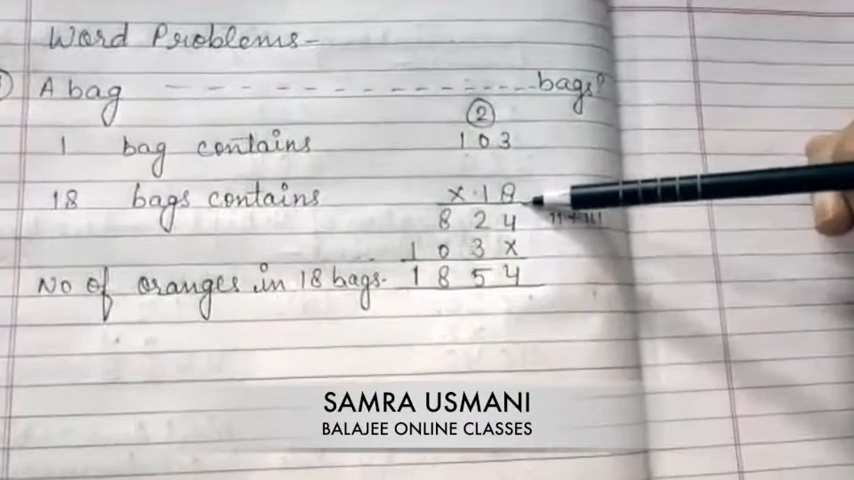 Word Problems-
A bag - - - - - - - - - - - - - bags?
2
1 bag contains 103
18 bags contains × 18
824
103×
No of oranges in 18 bags. 1854
SAMRA USMANI
BALAJEE ONLINE CLASSES